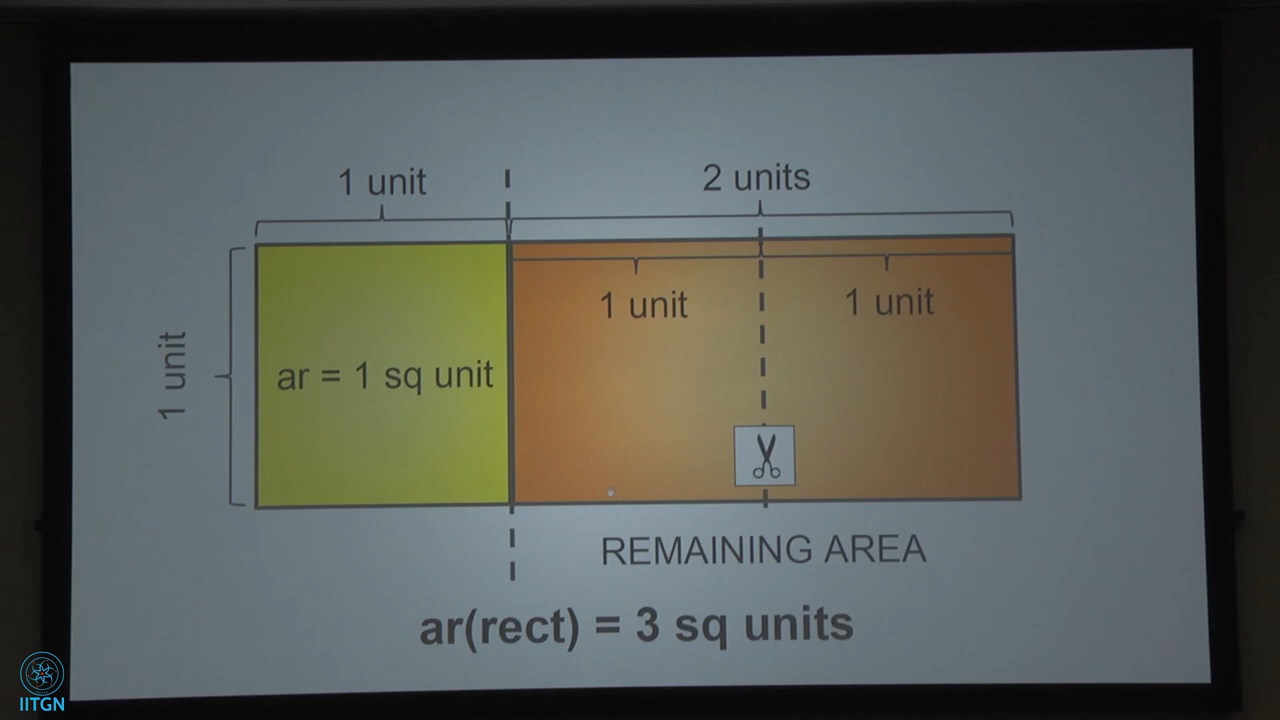 1 unit
2 units
1 unit
1 unit
1 unit
ar = 1 sq unit
REMAINING AREA
ar(rect) = 3 sq units
IITGN